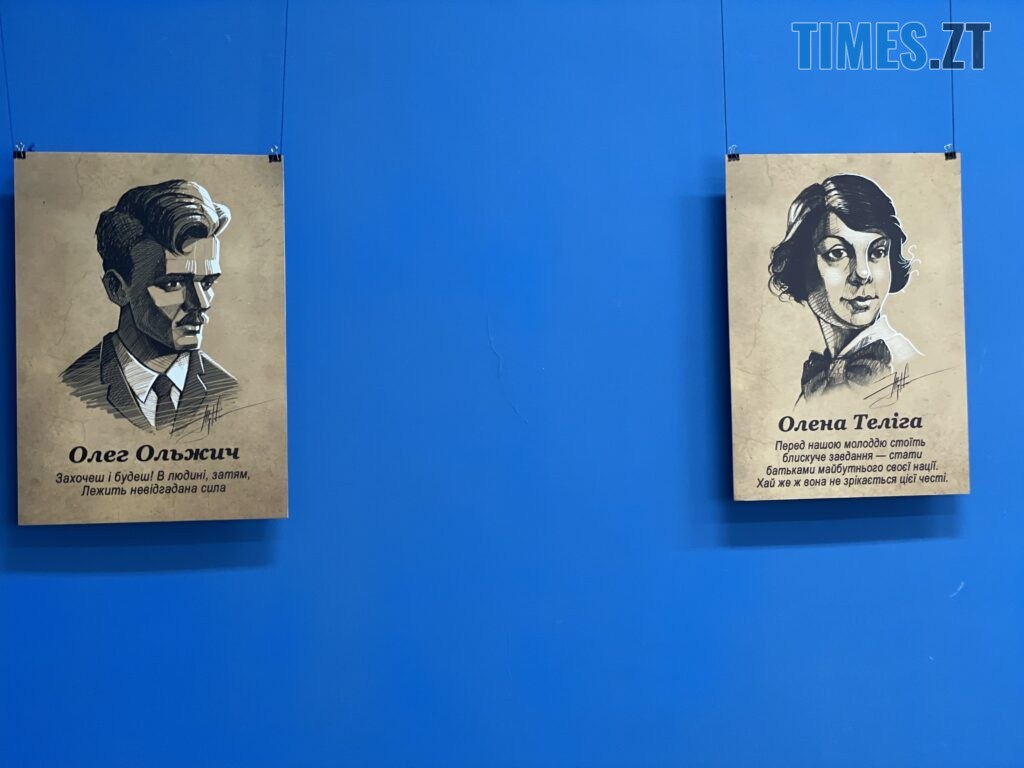 TIMES.ZT
Олег Ольжич
Захочеш і будеш! В людині, затям,
Лежить невідгадана сила
Олена Теліга
Перед нашою молоддю стоїть
блискуче завдання — стати
батьками майбутнього своєї нації.
Хай же ж вона не зрікається цієї честі.